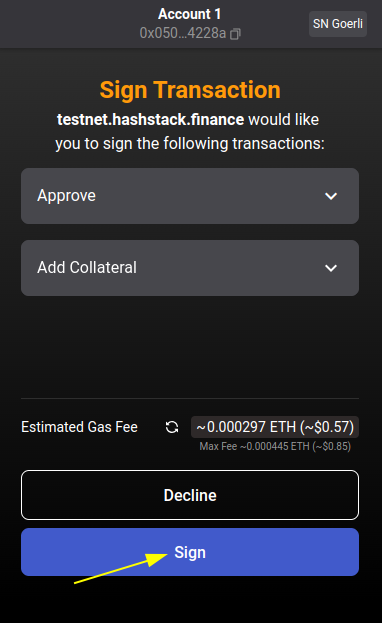 Account 1
0x050...4228a
SN Goerli
Sign Transaction
testnet.hashstack.finance would like
you to sign the following transactions:
Approve
Add Collateral
Estimated Gas Fee
~0.000297 ETH (~$0.57)
Max Fee ~0.000445 ETH (~$0.85)
Decline
Sign